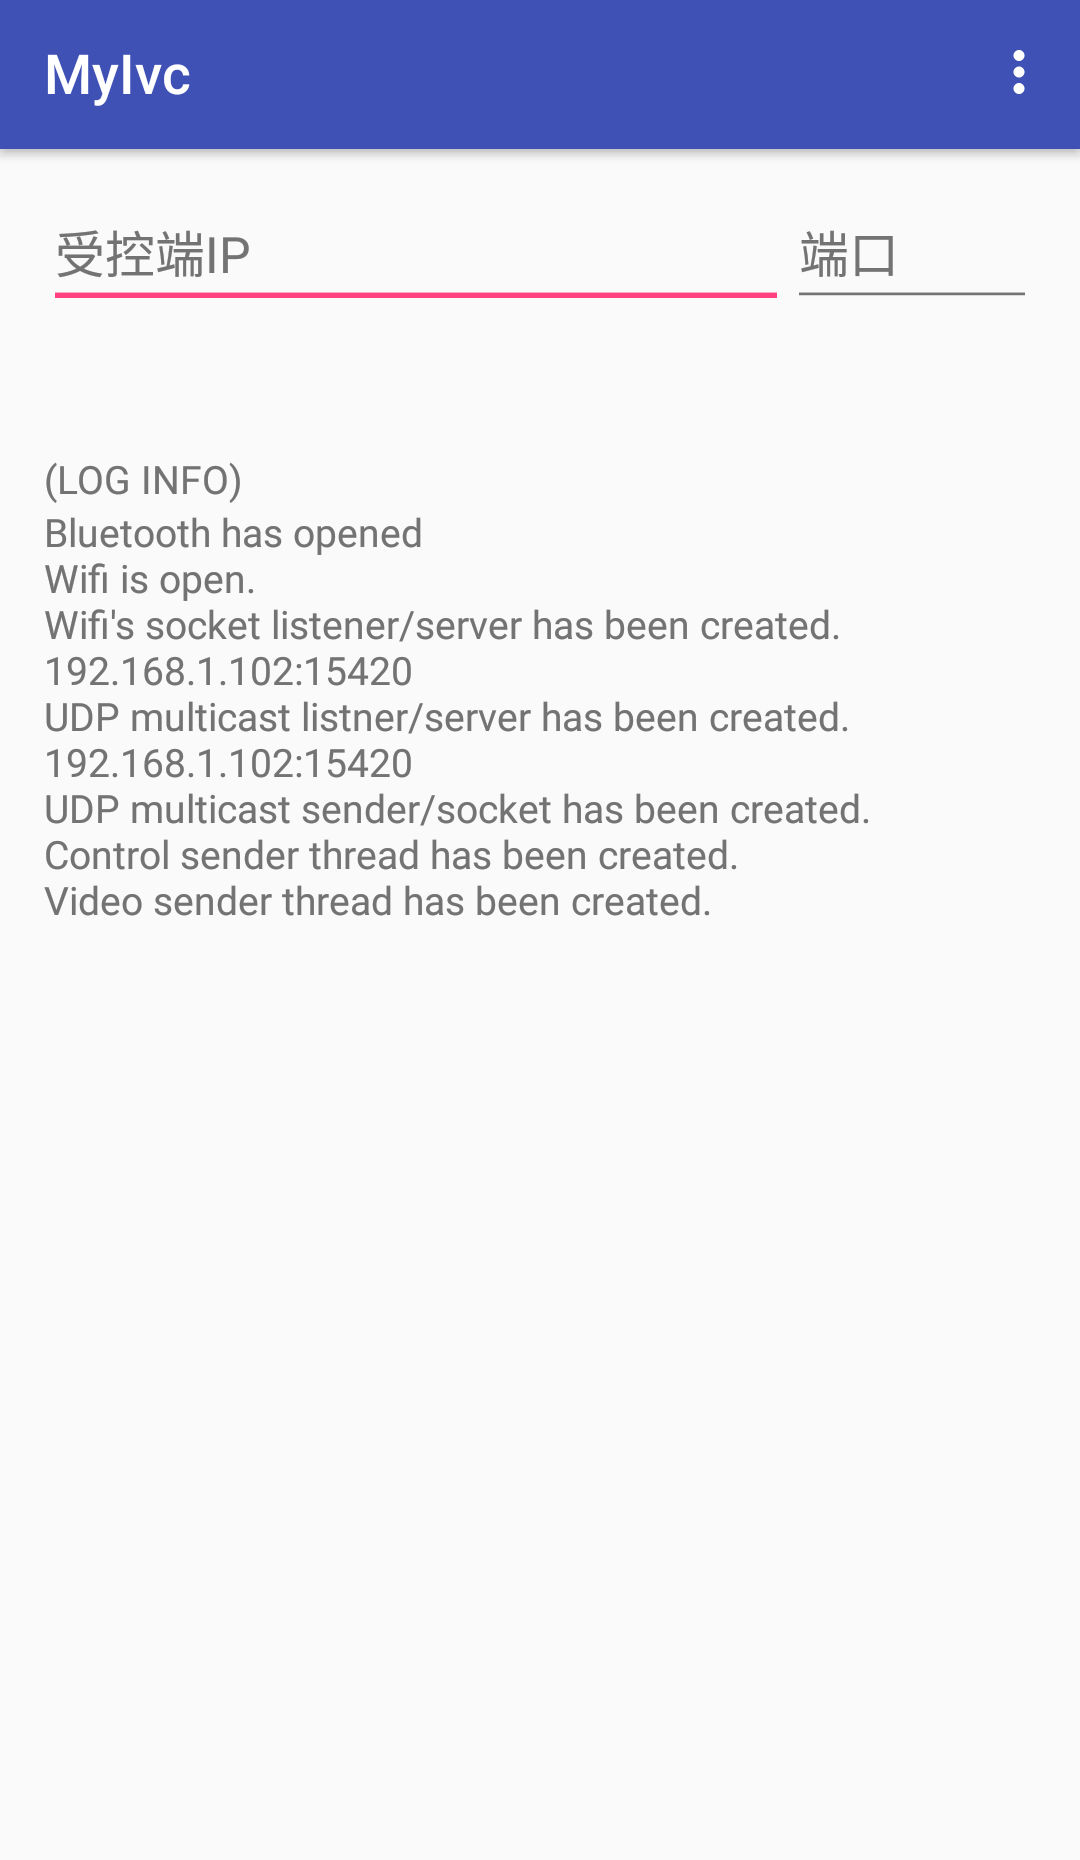 MyIvc
受控端IP 端口
(LOG INFO)
Bluetooth has opened
Wifi is open.
Wifi's socket listener/server has been created.
192.168.1.102:15420
UDP multicast listner/server has been created.
192.168.1.102:15420
UDP multicast sender/socket has been created.
Control sender thread has been created.
Video sender thread has been created.